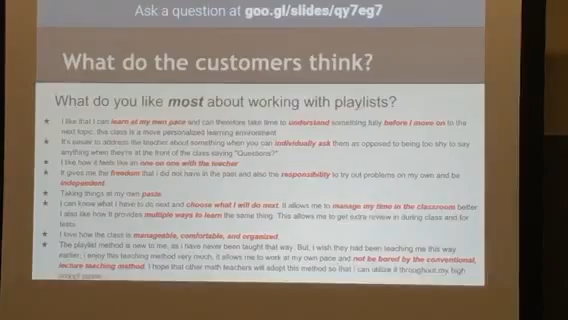 Ask a question at goo.gl/slides/qy7eg7
What do the customers think?
What do you like most about working with playlists?
★ I like that I can learn at my own pace and can therefore take time to understand something fully before I move on to the
next topic, this class is a more personalized learning environment
★ It's easier to address the teacher about something when you can individually ask them as opposed to being too shy to say
anything when they're at the front of the class saying "Questions?"
★ I like how it feels like an one on one with the teacher
★ It gives me the freedom that I did not have in the past and also the responsibility to try out problems on my own and be
independent.
★ Taking things at my own paste.
★ I can know what I have to do next and choose what I will do next. It allows me to manage my time in the classroom better
I also like how it provides multiple ways to learn the same thing. This allows me to get extra review in during class and for
tests.
★ I love how the class is manageable, comfortable, and organized.
★ The playlist method is new to me, as I have never been taught that way. But, I wish they had been teaching me this way
earlier, I enjoy this teaching method very much, it allows me to work at my own pace and not be bored by the conventional,
lecture teaching method. I hope that other math teachers will adopt this method so that I can utilize it throughout my high